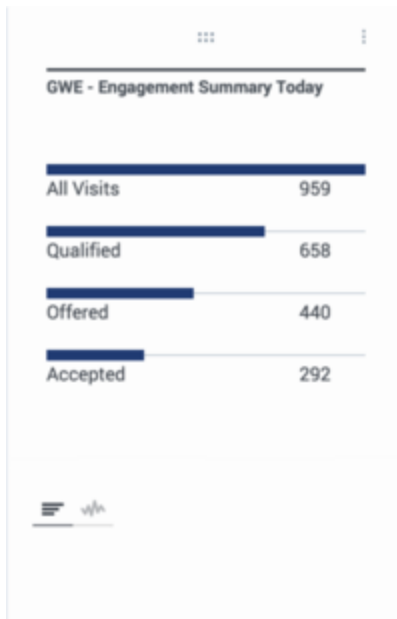 GWE - Engagement Summary Today
All Visits 959
Qualified 658
Offered 440
Accepted 292